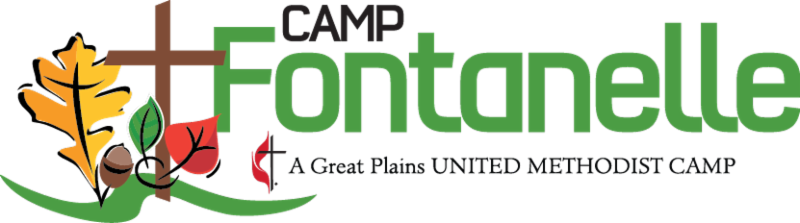 CAMP
Fontanelle
A Great Plains UNITED METHODIST CAMP